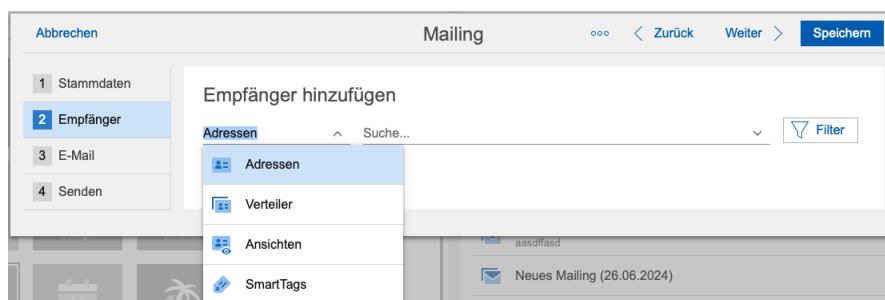 Abbrechen
Mailing
Zurück
Weiter
Speichern
1 Stammdaten
2 Empfänger
3 E-Mail
4 Senden
Empfänger hinzufügen
Adressen
Suche...
Filter
Adressen
Verteiler
Ansichten
SmartTags
aasdffasd
Neues Mailing (26.06.2024)